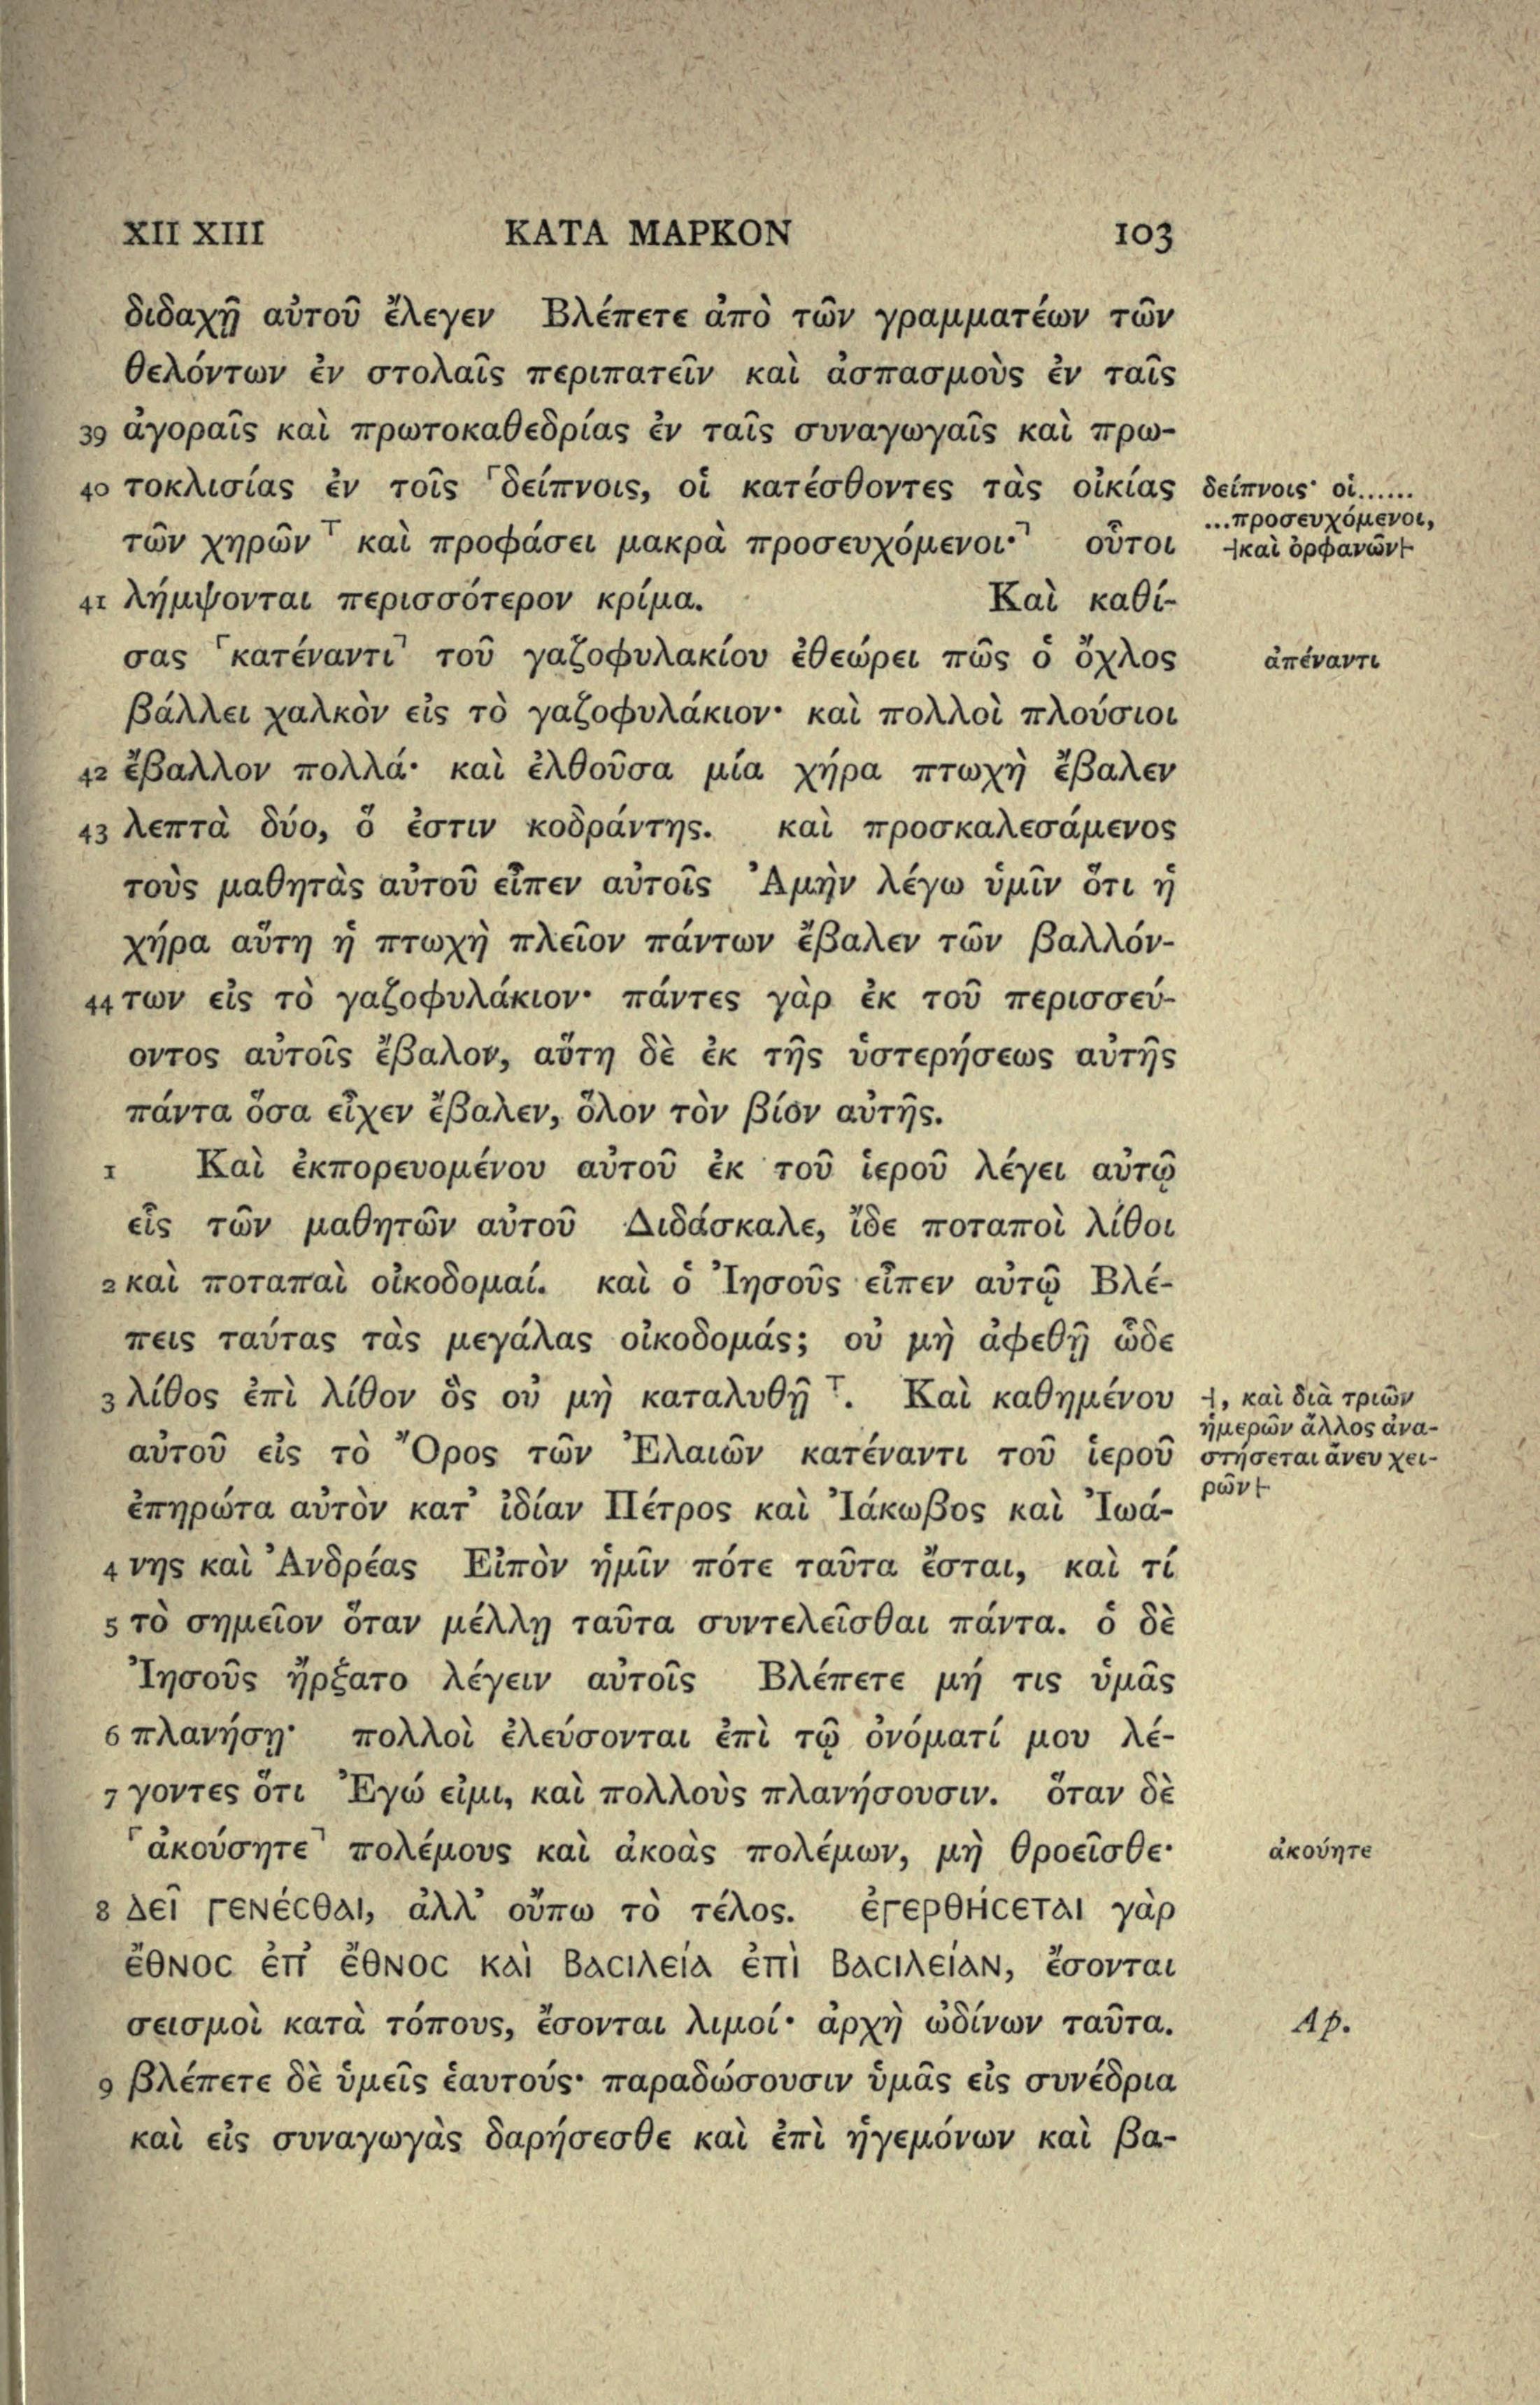 XII XIII ΚΑΤΑ ΜΑΡΚΟΝ 103
διδαχῇ αὐτοῦ ἔλεγεν Βλέπετε ἀπὸ τῶν γραμματέων τῶν
θελόντων ἐν στολαῖς περιπατεῖν καὶ ἀσπασμοὺς ἐν ταῖς
39 ἀγοραῖς καὶ πρωτοκαθεδρίας ἐν ταῖς συναγωγαῖς καὶ πρω-
40 τοκλισίας ἐν τοῖς ⸀δείπνοις, οἱ κατέσθοντες τὰς οἰκίας
τῶν χηρῶν ⸆ καὶ προφάσει μακρὰ προσευχόμενοι·⸣ οὗτοι
41 λήμψονται περισσότερον κρίμα. Καὶ καθί-
σας ⸢κατέναντι⸣ τοῦ γαζοφυλακίου ἐθεώρει πῶς ὁ ὄχλος
βάλλει χαλκὸν εἰς τὸ γαζοφυλάκιον· καὶ πολλοὶ πλούσιοι
42 ἔβαλλον πολλά· καὶ ἐλθοῦσα μία χήρα πτωχὴ ἔβαλεν
43 λεπτὰ δύο, ὅ ἐστιν κοδράντης. καὶ προσκαλεσάμενος
τοὺς μαθητὰς αὐτοῦ εἶπεν αὐτοῖς Ἀμὴν λέγω ὑμῖν ὅτι ἡ
χήρα αὕτη ἡ πτωχὴ πλεῖον πάντων ἔβαλεν τῶν βαλλόν-
44 των εἰς τὸ γαζοφυλάκιον· πάντες γὰρ ἐκ τοῦ περισσεύ-
οντος αὐτοῖς ἔβαλον, αὕτη δὲ ἐκ τῆς ὑστερήσεως αὐτῆς
πάντα ὅσα εἶχεν ἔβαλεν, ὅλον τὸν βίον αὐτῆς.
1 Καὶ ἐκπορευομένου αὐτοῦ ἐκ τοῦ ἱεροῦ λέγει αὐτῷ
εἷς τῶν μαθητῶν αὐτοῦ Διδάσκαλε, ἴδε ποταποὶ λίθοι
2 καὶ ποταπαὶ οἰκοδομαί. καὶ ὁ Ἰησοῦς εἶπεν αὐτῷ Βλέ-
πεις ταύτας τὰς μεγάλας οἰκοδομάς; οὐ μὴ ἀφεθῇ ὧδε
3 λίθος ἐπὶ λίθον ὃς οὐ μὴ καταλυθῇ ⸆. Καὶ καθημένου
αὐτοῦ εἰς τὸ Ὄρος τῶν Ἐλαιῶν κατέναντι τοῦ ἱεροῦ
ἐπηρώτα αὐτὸν κατ᾽ ἰδίαν Πέτρος καὶ Ἰάκωβος καὶ Ἰωά-
4 νης καὶ Ἀνδρέας Εἰπὸν ἡμῖν πότε ταῦτα ἔσται, καὶ τί
5 τὸ σημεῖον ὅταν μέλλῃ ταῦτα συντελεῖσθαι πάντα. ὁ δὲ
Ἰησοῦς ἤρξατο λέγειν αὐτοῖς Βλέπετε μή τις ὑμᾶς
6 πλανήσῃ· πολλοὶ ἐλεύσονται ἐπὶ τῷ ὀνόματί μου λέ-
7 γοντες ὅτι Ἐγώ εἰμι, καὶ πολλοὺς πλανήσουσιν. ὅταν δὲ
⸢ἀκούσητε⸣ πολέμους καὶ ἀκοὰς πολέμων, μὴ θροεῖσθε·
8 δεῖ γενέσθαι, ἀλλ᾽ οὔπω τὸ τέλος. ἐγερθήσεται γὰρ
ἔθνος ἐπ᾽ ἔθνος καὶ βασιλεία ἐπὶ βασιλείαν, ἔσονται
σεισμοὶ κατὰ τόπους, ἔσονται λιμοί· ἀρχὴ ὠδίνων ταῦτα.
9 βλέπετε δὲ ὑμεῖς ἑαυτούς· παραδώσουσιν ὑμᾶς εἰς συνέδρια
καὶ εἰς συναγωγὰς δαρήσεσθε καὶ ἐπὶ ἡγεμόνων καὶ βα-
δείπνοις· οἱ......
...προσευχόμενοι,
⊣καὶ ὀρφανῶν⊢
ἀπέναντι
⊣, καὶ διὰ τριῶν
ἡμερῶν ἄλλος ἀνα-
στήσεται ἄνευ χει-
ρῶν⊢
ἀκούητε
Ap.